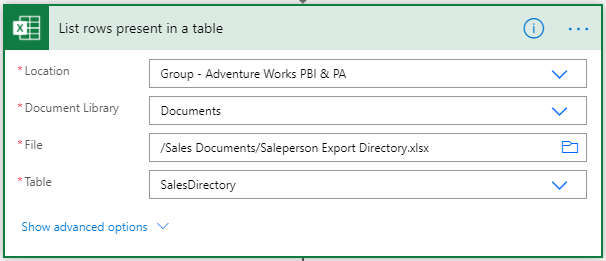 List rows present in a table
* Location
Group - Adventure Works PBI & PA
* Document Library
Documents
* File
/Sales Documents/Saleperson Export Directory.xlsx
* Table
SalesDirectory
Show advanced options